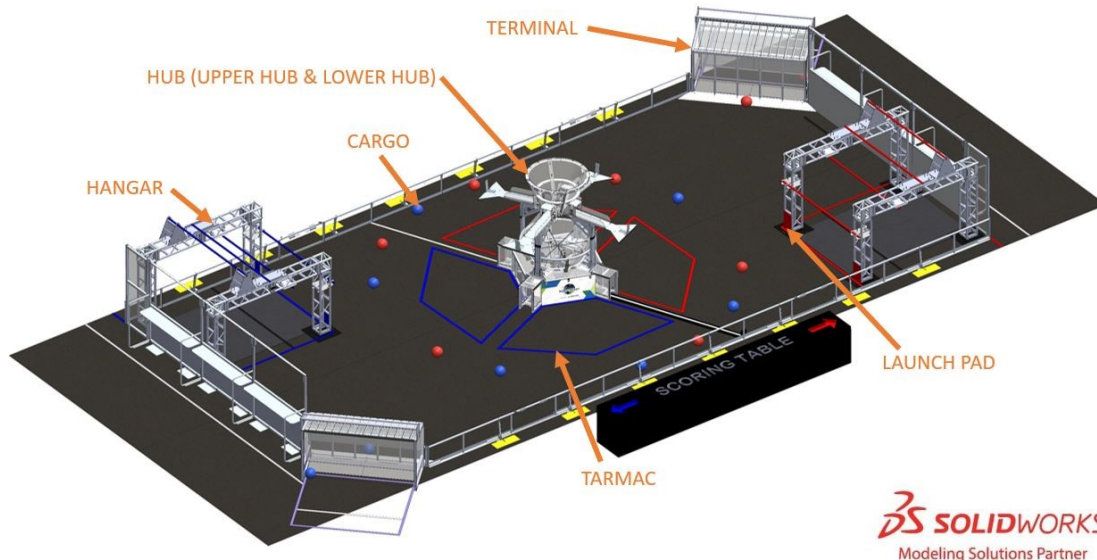 TERMINAL
HUB (UPPER HUB & LOWER HUB)
CARGO
HANGAR
LAUNCH PAD
SCORING TABLE
TARMAC
SOLIDWORKS
Modeling Solutions Partner